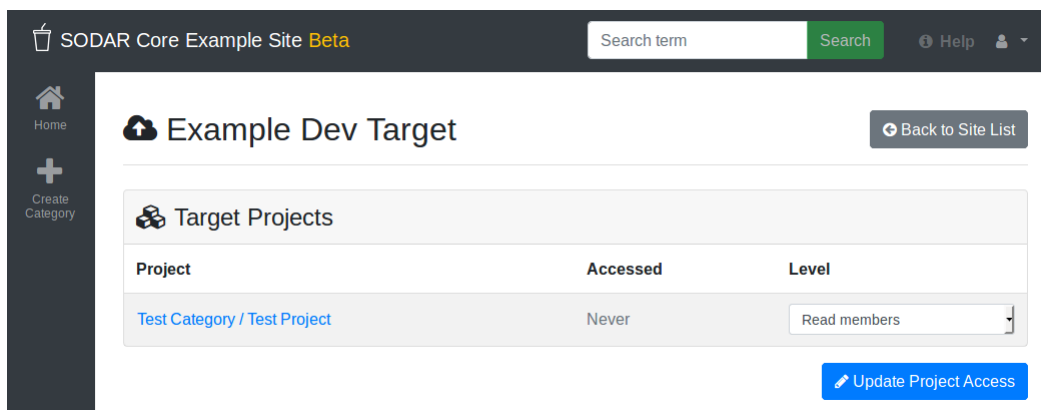 SODAR Core Example Site Beta
Search term
Search
Help
Home
Create
Category
Example Dev Target
Back to Site List
Target Projects
Project Accessed Level
Test Category / Test Project Never Read members
Update Project Access